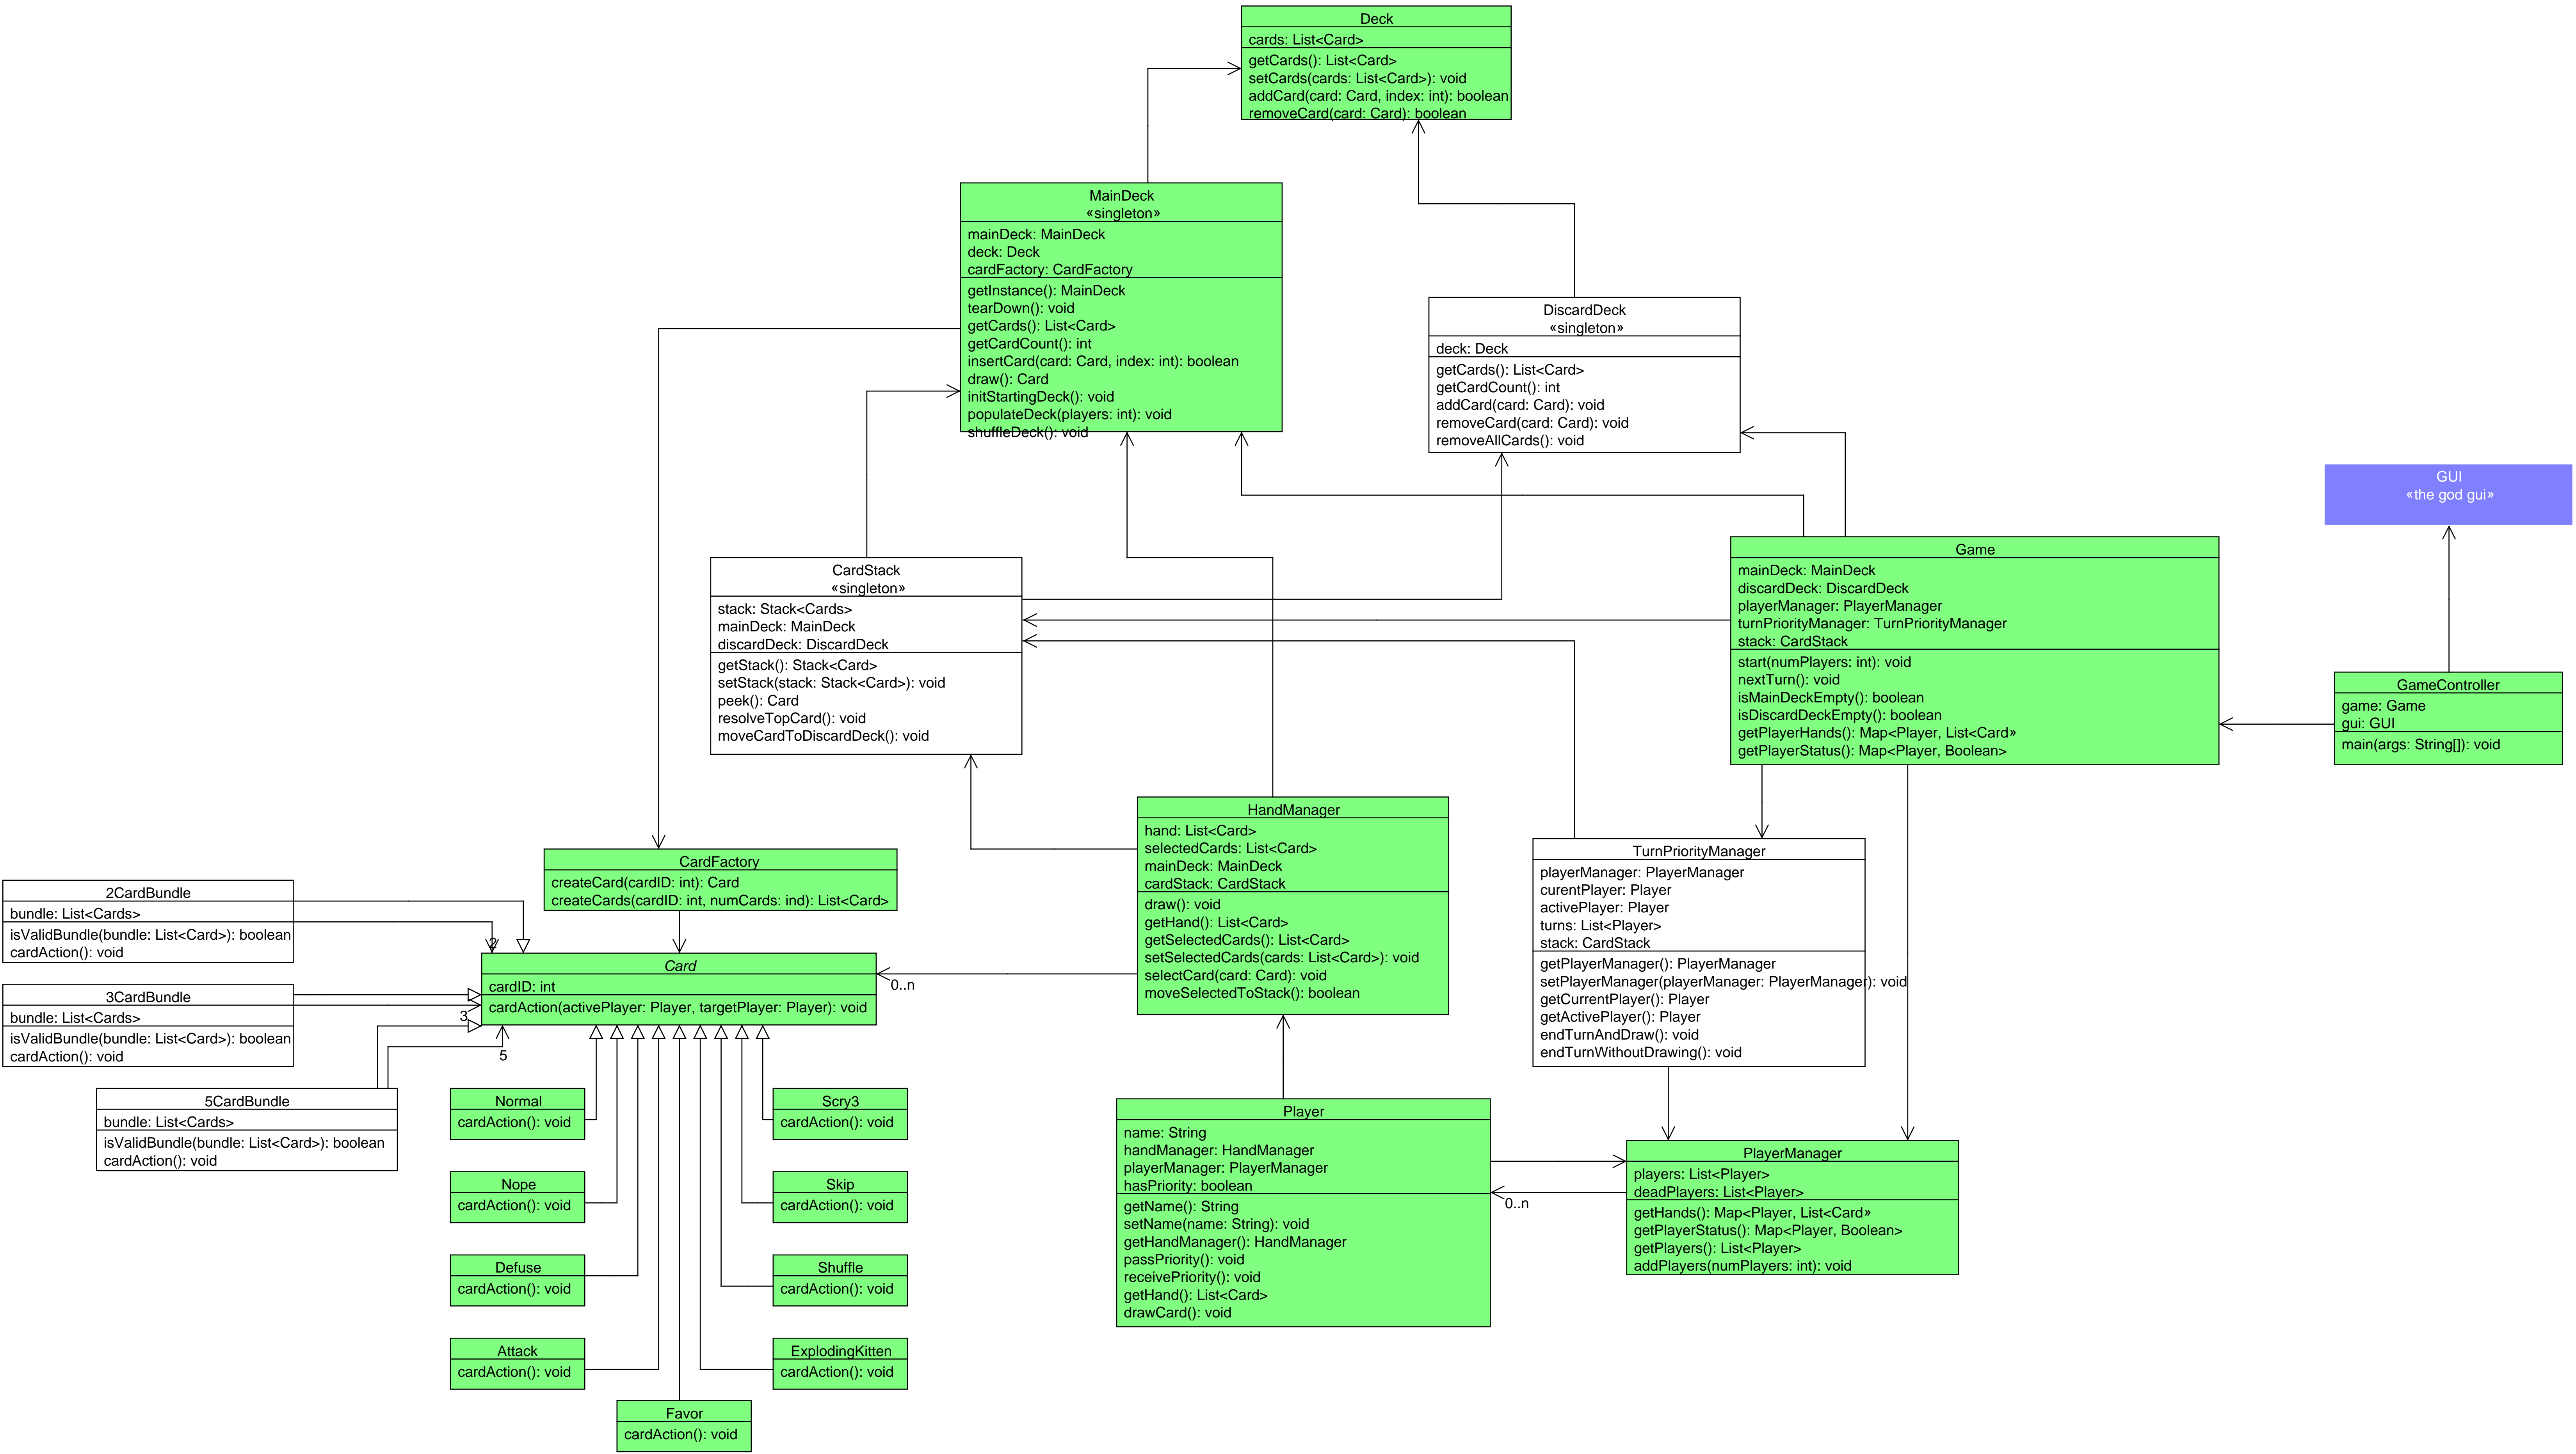 Deck
cards: List<Card>
getCards(): List<Card>
setCards(cards: List<Card>): void
addCard(card: Card, index: int): boolean
removeCard(card: Card): boolean
MainDeck
«singleton»
mainDeck: MainDeck
deck: Deck
cardFactory: CardFactory
getInstance(): MainDeck
tearDown(): void
getCards(): List<Card>
getCardCount(): int
insertCard(card: Card, index: int): boolean
draw(): Card
initStartingDeck(): void
populateDeck(players: int): void
shuffleDeck(): void
DiscardDeck
«singleton»
deck: Deck
getCards(): List<Card>
getCardCount(): int
addCard(card: Card): void
removeCard(card: Card): void
removeAllCards(): void
GUI
«the god gui»
CardStack
«singleton»
stack: Stack<Cards>
mainDeck: MainDeck
discardDeck: DiscardDeck
getStack(): Stack<Card>
setStack(stack: Stack<Card>): void
peek(): Card
resolveTopCard(): void
moveCardToDiscardDeck(): void
Game
mainDeck: MainDeck
discardDeck: DiscardDeck
playerManager: PlayerManager
turnPriorityManager: TurnPriorityManager
stack: CardStack
start(numPlayers: int): void
nextTurn(): void
isMainDeckEmpty(): boolean
isDiscardDeckEmpty(): boolean
getPlayerHands(): Map<Player, List<Card»
getPlayerStatus(): Map<Player, Boolean>
GameController
game: Game
gui: GUI
main(args: String[]): void
HandManager
hand: List<Card>
selectedCards: List<Card>
mainDeck: MainDeck
cardStack: CardStack
draw(): void
getHand(): List<Card>
getSelectedCards(): List<Card>
setSelectedCards(cards: List<Card>): void
selectCard(card: Card): void
moveSelectedToStack(): boolean
TurnPriorityManager
playerManager: PlayerManager
curentPlayer: Player
activePlayer: Player
turns: List<Player>
stack: CardStack
getPlayerManager(): PlayerManager
setPlayerManager(playerManager: PlayerManager): void
getCurrentPlayer(): Player
getActivePlayer(): Player
endTurnAndDraw(): void
endTurnWithoutDrawing(): void
CardFactory
createCard(cardID: int): Card
createCards(cardID: int, numCards: ind): List<Card>
2CardBundle
bundle: List<Cards>
isValidBundle(bundle: List<Card>): boolean
cardAction(): void
2
Card
cardID: int
cardAction(activePlayer: Player, targetPlayer: Player): void
0..n
3CardBundle
bundle: List<Cards>
isValidBundle(bundle: List<Card>): boolean
cardAction(): void
3
5
5CardBundle
bundle: List<Cards>
isValidBundle(bundle: List<Card>): boolean
cardAction(): void
Normal
cardAction(): void
Scry3
cardAction(): void
Nope
cardAction(): void
Skip
cardAction(): void
Defuse
cardAction(): void
Shuffle
cardAction(): void
Attack
cardAction(): void
ExplodingKitten
cardAction(): void
Favor
cardAction(): void
Player
name: String
handManager: HandManager
playerManager: PlayerManager
hasPriority: boolean
getName(): String
setName(name: String): void
getHandManager(): HandManager
passPriority(): void
receivePriority(): void
getHand(): List<Card>
drawCard(): void
0..n
PlayerManager
players: List<Player>
deadPlayers: List<Player>
getHands(): Map<Player, List<Card»
getPlayerStatus(): Map<Player, Boolean>
getPlayers(): List<Player>
addPlayers(numPlayers: int): void